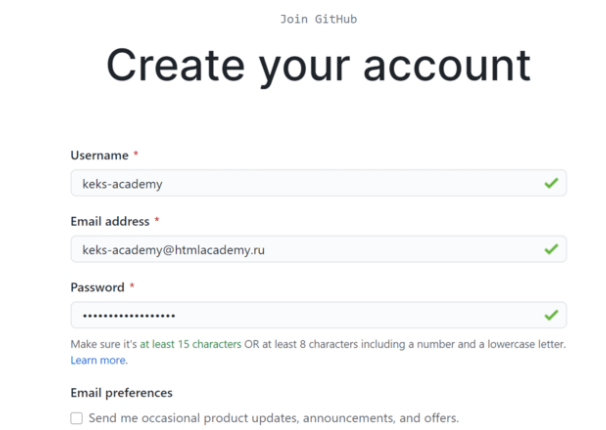 Join GitHub
Create your account
Username *
keks-academy
Email address *
keks-academy@htmlacademy.ru
Password *
••••••••••••••••••
Make sure it's at least 15 characters OR at least 8 characters including a number and a lowercase letter.
Learn more.
Email preferences
Send me occasional product updates, announcements, and offers.